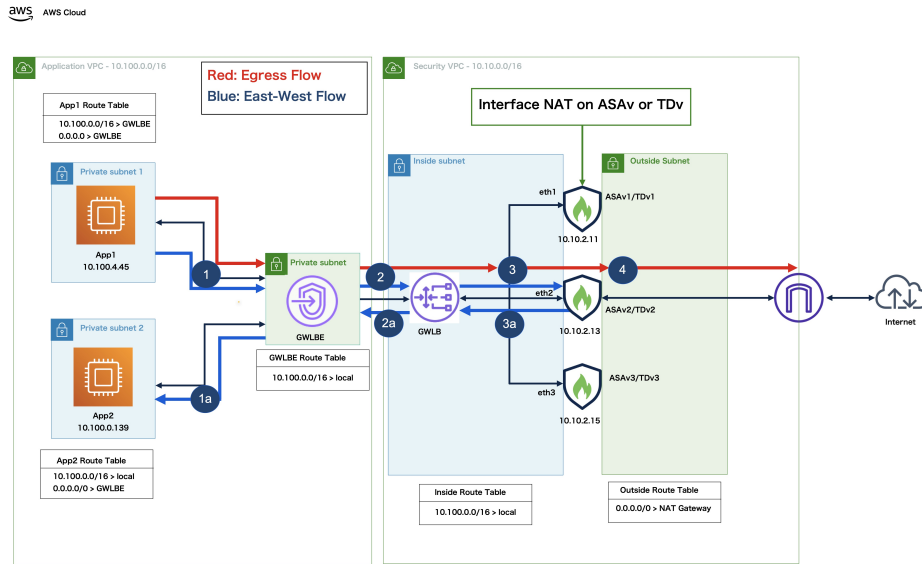 aws
AWS Cloud
Application VPC - 10.100.0.0/16
Red: Egress Flow
Blue: East-West Flow
App1 Route Table
10.100.0.0/16 > GWLBE
0.0.0.0 > GWLBE
Private subnet 1
App1
10.100.4.45
Private subnet 2
App2
10.100.0.139
App2 Route Table
10.100.0.0/16 > local
0.0.0.0/0 > GWLBE
1
1a
Private subnet
GWLBE
GWLBE Route Table
10.100.0.0/16 > local
2
2a
Security VPC - 10.10.0.0/16
Interface NAT on ASAv or TDv
Inside subnet
GWLB
3
3a
eth1
eth2
eth3
Outside Subnet
ASAv1/TDv1
10.10.2.11
4
ASAv2/TDv2
10.10.2.13
ASAv3/TDv3
10.10.2.15
Inside Route Table
10.100.0.0/16 > local
Outside Route Table
0.0.0.0/0 > NAT Gateway
Internet